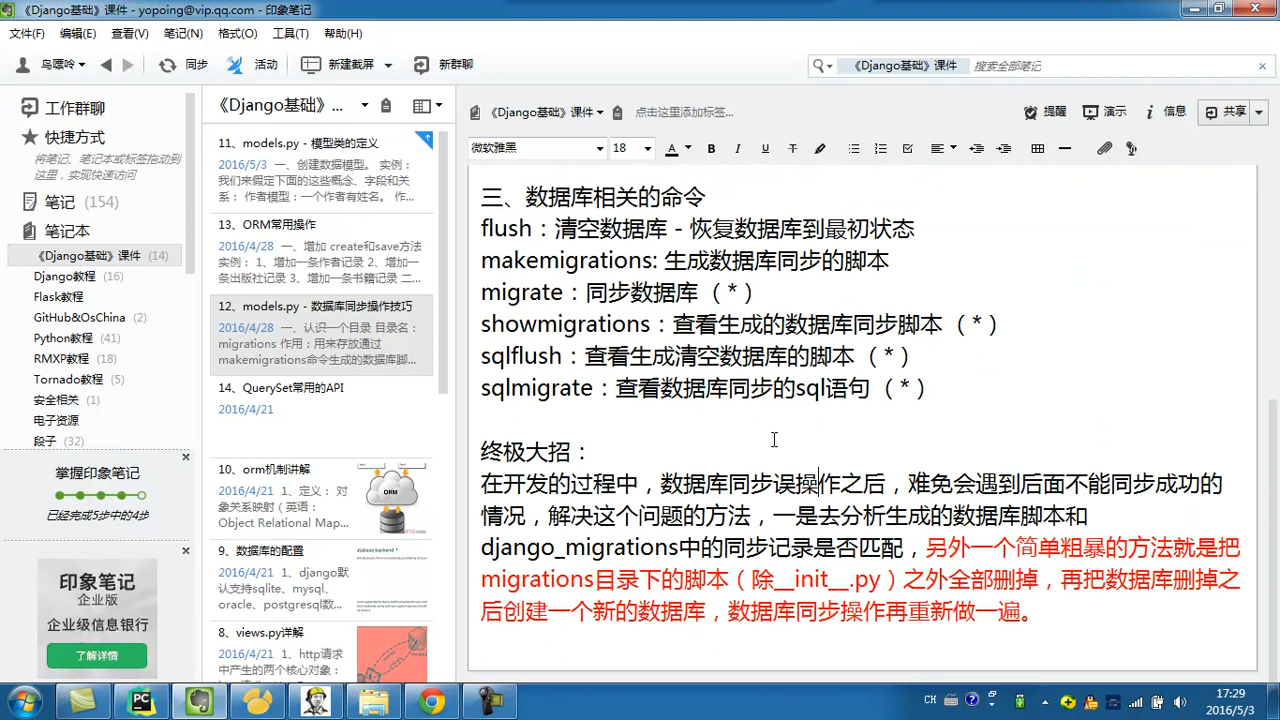 《Django基础》课件 - yopoing@vip.qq.com - 印象笔记
文件(F) 编辑(E) 查看(V) 笔记(N) 格式(O) 工具(T) 帮助(H)
鸟嘌呤 同步 活动 新建截屏 新群聊 《Django基础》课件 搜索全部笔记
工作群聊
快捷方式
将笔记、笔记本或标签拖动到
这里，实现快速访问
笔记 (154)
笔记本
《Django基础》课件 (14)
Django教程 (16)
Flask教程
GitHub&OsChina (2)
Python教程 (41)
RMXP教程 (18)
Tornado教程 (5)
安全相关 (1)
电子资源
段子 (32)
掌握印象笔记
已经完成5步中的4步
印象笔记
企业版
企业级信息银行
了解详情
《Django基础》...
11、models.py - 模型类的定义
2016/5/3 一、创建数据模型。 实例：
我们来假定下面的这些概念、字段和关
系： 作者模型：一个作者有姓名。 作...
13、ORM常用操作
2016/4/28 一、增加 create和save方法
实例： 1、增加一条作者记录 2、增加一
条出版社记录 3、增加一条书籍记录 二...
12、models.py - 数据库同步操作技巧
2016/4/28 一、认识一个目录 目录名：
migrations 作用：用来存放通过
makemigrations命令生成的数据库脚...
14、QuerySet常用的API
2016/4/21
10、orm机制讲解
2016/4/21 1、定义： 对
象关系映射（英语：
Object Relational Map...
ORM
9、数据库的配置
2016/4/21 1、django默
认支持sqlite、mysql、
oracle、postgresql数...
8、views.py详解
2016/4/21 1、http请求
中产生的两个核心对象：
《Django基础》课件 点击这里添加标签... 提醒 演示 信息 共享
微软雅黑 18
三、数据库相关的命令
flush：清空数据库 - 恢复数据库到最初状态
makemigrations: 生成数据库同步的脚本
migrate：同步数据库 （*）
showmigrations：查看生成的数据库同步脚本 （*）
sqlflush：查看生成清空数据库的脚本 （*）
sqlmigrate：查看数据库同步的sql语句 （*）
终极大招：
在开发的过程中，数据库同步误操作之后，难免会遇到后面不能同步成功的
情况，解决这个问题的方法，一是去分析生成的数据库脚本和
django_migrations中的同步记录是否匹配，另外一个简单粗暴的方法就是把
migrations目录下的脚本（除__init__.py）之外全部删掉，再把数据库删掉之
后创建一个新的数据库，数据库同步操作再重新做一遍。
CH
17:29
2016/5/3